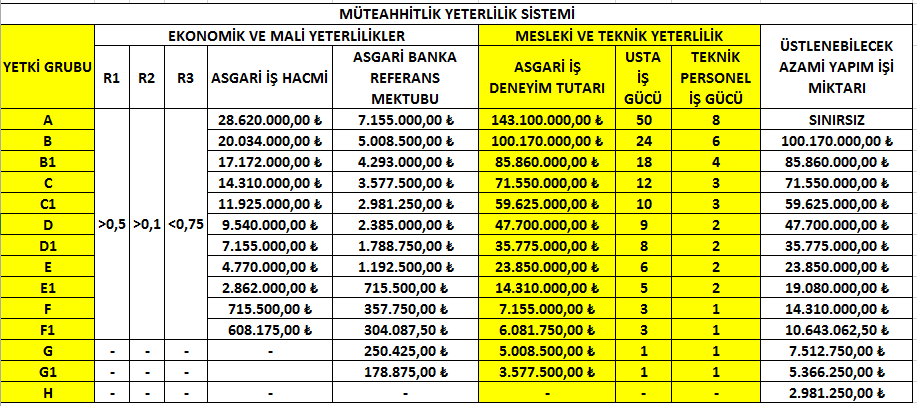 MÜTEAHHİTLİK YETERLİLİK SİSTEMİ
YETKİ GRUBU
EKONOMİK VE MALİ YETERLİLİKLER
MESLEKİ VE TEKNİK YETERLİLİK
ÜSTLENEBİLECEK
AZAMİ YAPIM İŞİ
MİKTARI
R1 R2 R3
ASGARİ İŞ HACMİ
ASGARİ BANKA
REFERANS
MEKTUBU
ASGARİ İŞ
DENEYİM TUTARI
USTA
İŞ
GÜCÜ
TEKNİK
PERSONEL
İŞ GÜCÜ
A 28.620.000,00 ₺ 7.155.000,00 ₺ 143.100.000,00 ₺ 50 8 SINIRSIZ
B 20.034.000,00 ₺ 5.008.500,00 ₺ 100.170.000,00 ₺ 24 6 100.170.000,00 ₺
B1 17.172.000,00 ₺ 4.293.000,00 ₺ 85.860.000,00 ₺ 18 4 85.860.000,00 ₺
C 14.310.000,00 ₺ 3.577.500,00 ₺ 71.550.000,00 ₺ 12 3 71.550.000,00 ₺
C1 11.925.000,00 ₺ 2.981.250,00 ₺ 59.625.000,00 ₺ 10 3 59.625.000,00 ₺
D >0,5 >0,1 <0,75 9.540.000,00 ₺ 2.385.000,00 ₺ 47.700.000,00 ₺ 9 2 47.700.000,00 ₺
D1 7.155.000,00 ₺ 1.788.750,00 ₺ 35.775.000,00 ₺ 8 2 35.775.000,00 ₺
E 4.770.000,00 ₺ 1.192.500,00 ₺ 23.850.000,00 ₺ 6 2 23.850.000,00 ₺
E1 2.862.000,00 ₺ 715.500,00 ₺ 14.310.000,00 ₺ 5 2 19.080.000,00 ₺
F 715.500,00 ₺ 357.750,00 ₺ 7.155.000,00 ₺ 3 1 14.310.000,00 ₺
F1 608.175,00 ₺ 304.087,50 ₺ 6.081.750,00 ₺ 3 1 10.643.062,50 ₺
G - - - - 250.425,00 ₺ 5.008.500,00 ₺ 1 1 7.512.750,00 ₺
G1 - - - 178.875,00 ₺ 3.577.500,00 ₺ 1 1 5.366.250,00 ₺
H - - - - - - - - 2.981.250,00 ₺